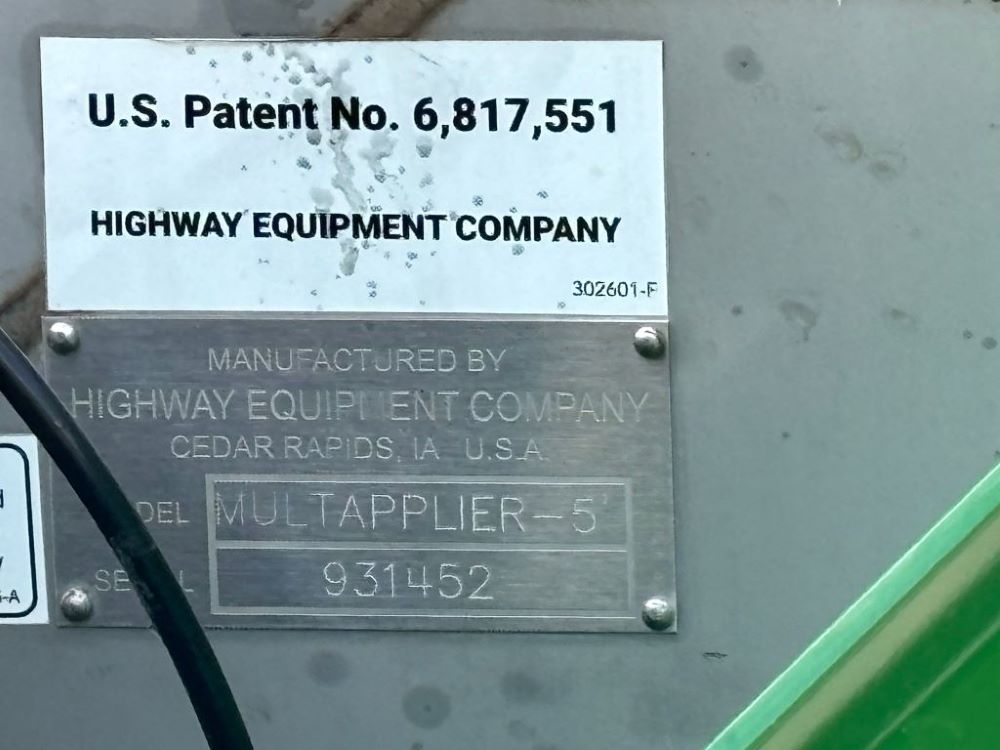 U.S. Patent No. 6,817,551
HIGHWAY EQUIPMENT COMPANY
302601-F
MANUFACTURED BY
HIGHWAY EQUIPMENT COMPANY
CEDAR RAPIDS, IA U.S.A.
MULTAPPLIER-5'
931452
-A